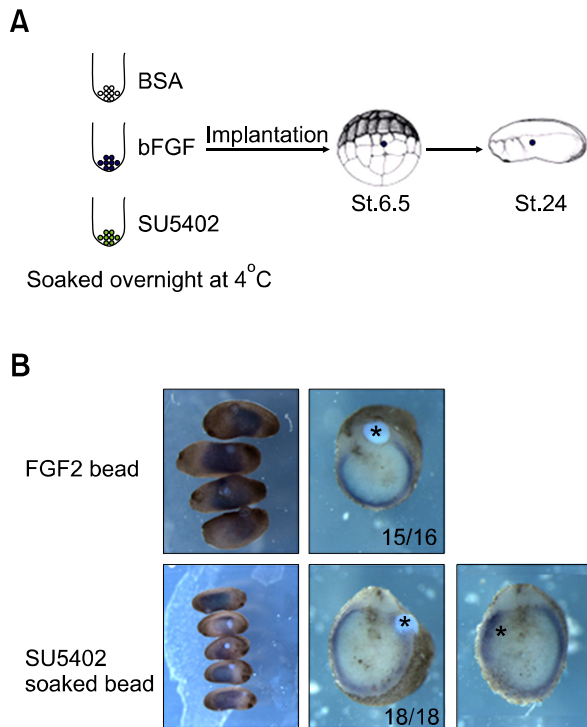 A
BSA
bFGF
Implantation
SU5402
St.6.5
St.24
Soaked overnight at 4°C
B
FGF2 bead
*
15/16
SU5402
soaked bead
*
18/18
*